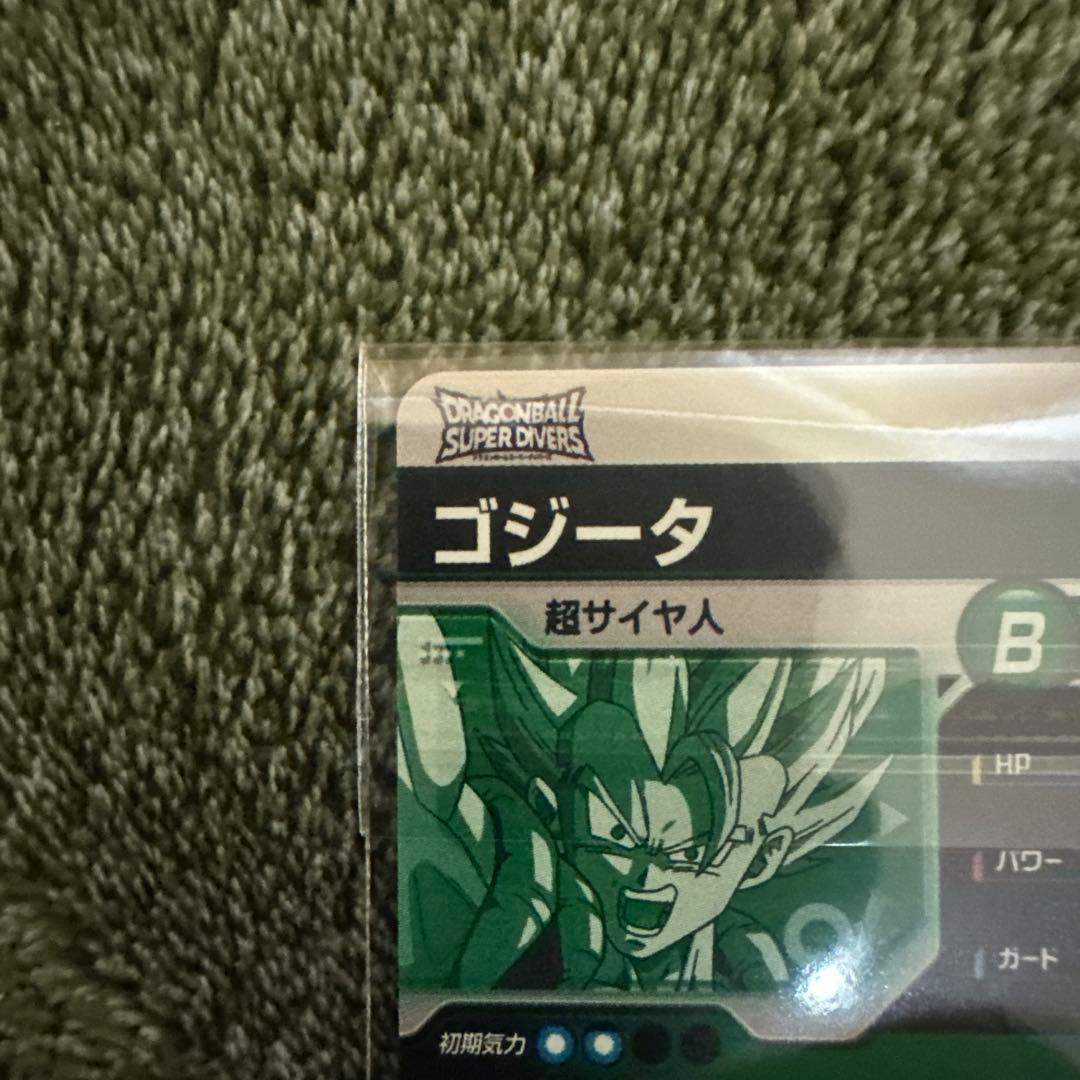 DRAGONBALL
SUPER DIVERS
ゴジータ
超サイヤ人
B
HP
パワー
ガード
初期気力